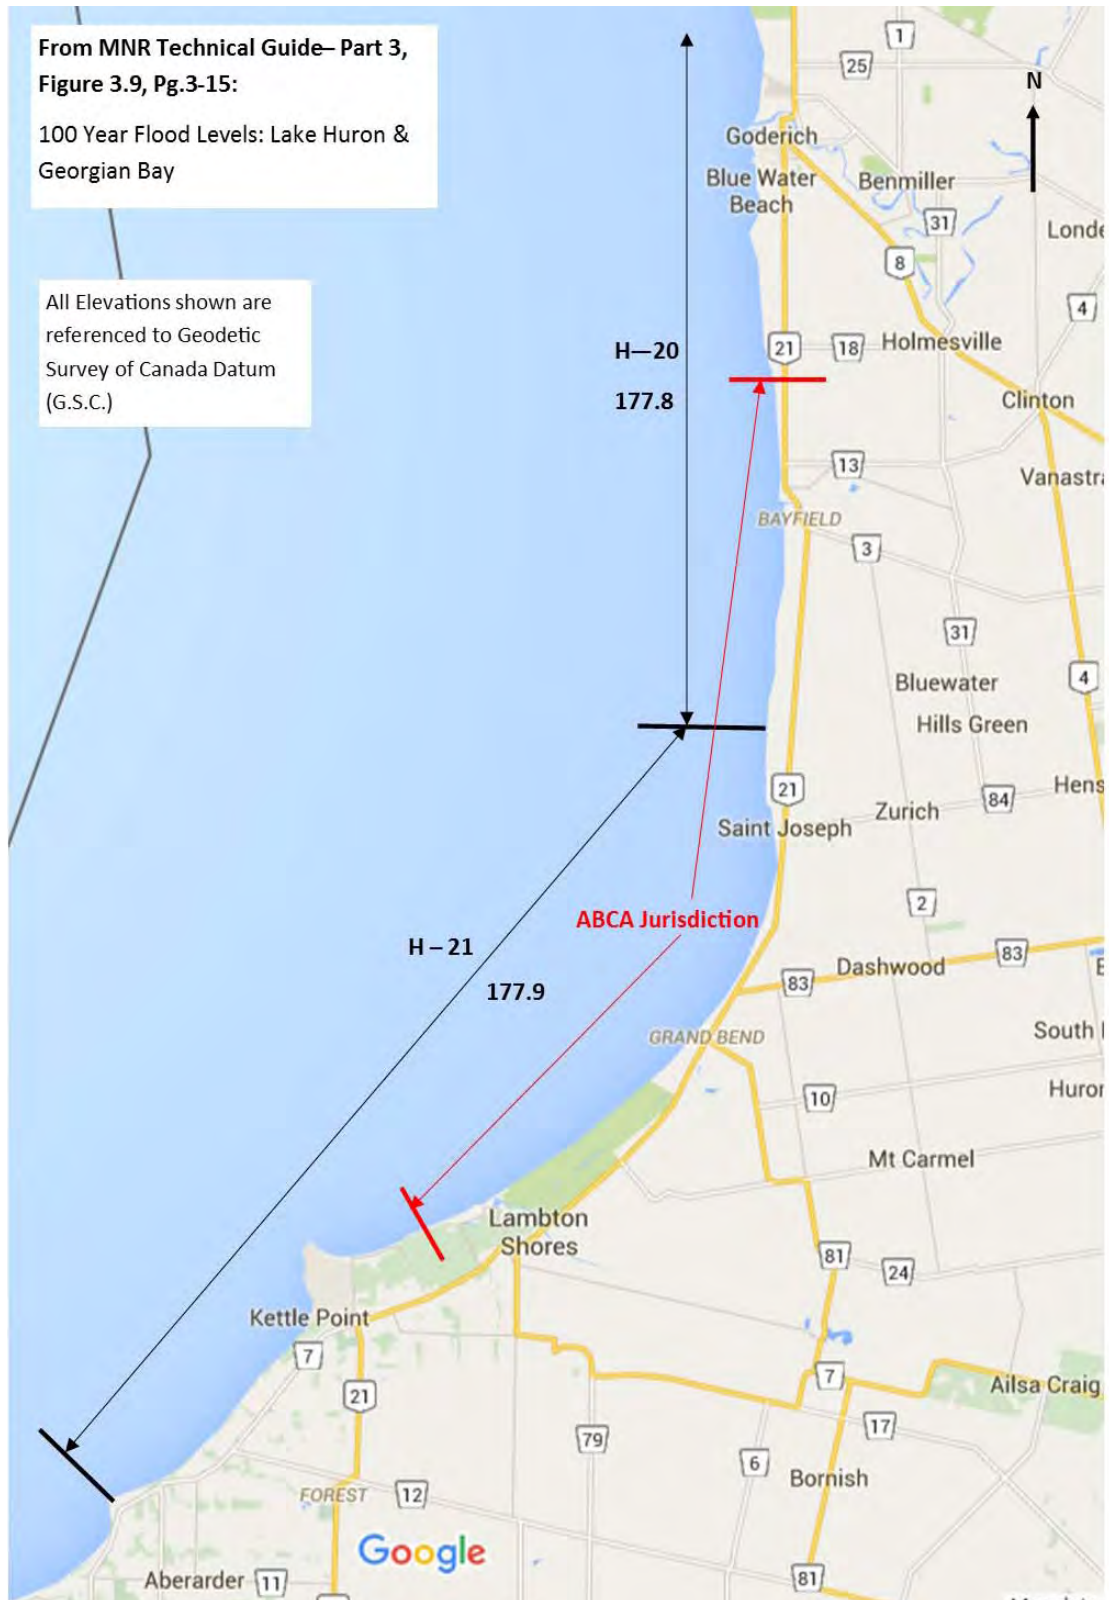 From MNR Technical Guide– Part 3,
Figure 3.9, Pg.3-15:
100 Year Flood Levels: Lake Huron &
Georgian Bay
All Elevations shown are
referenced to Geodetic
Survey of Canada Datum
(G.S.C.)
1
25
N
Goderich
Blue Water
Beach
Benmiller
31
Londe
8
4
H—20
177.8
21
18
Holmesville
Clinton
13
Vanastra
BAYFIELD
3
31
Bluewater
4
Hills Green
21
84
Hens
Zurich
Saint Joseph
2
ABCA Jurisdiction
H – 21
177.9
83
Dashwood
83
E
GRAND BEND
South
Huror
10
Mt Carmel
Lambton
Shores
81
24
Kettle Point
7
21
7
Ailsa Craig
17
79
6
Bornish
FOREST
12
Google
Aberarder
11
81